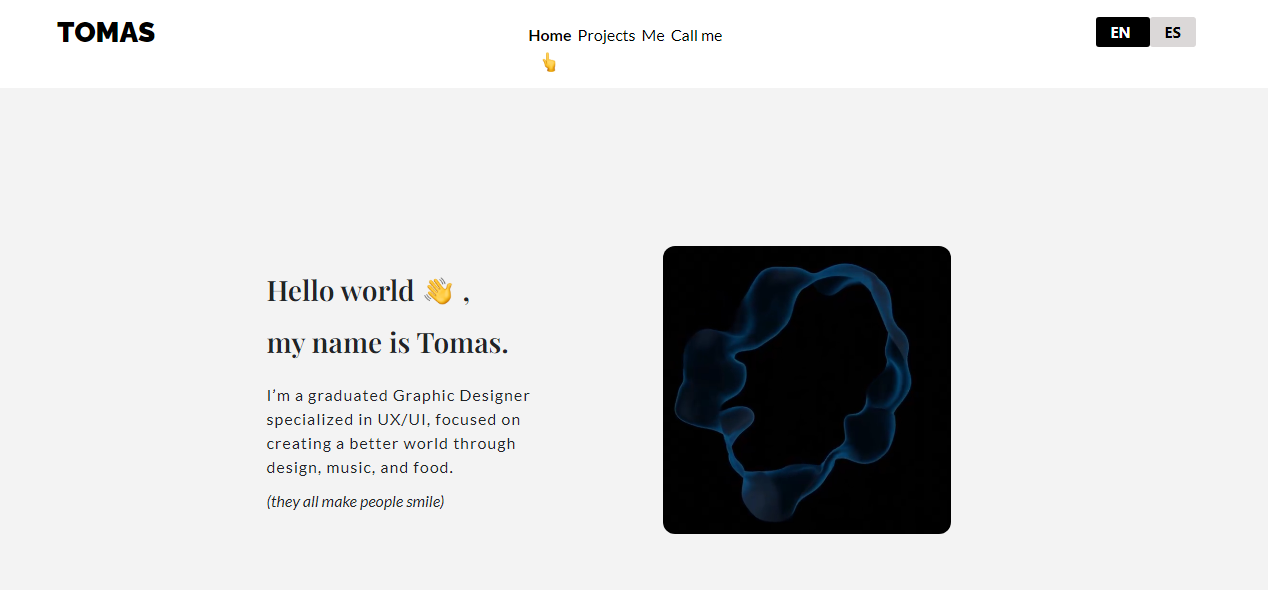 TOMAS
Home Projects Me Call me
EN ES
👆
Hello world 👋 ,
my name is Tomas.
I’m a graduated Graphic Designer
specialized in UX/UI, focused on
creating a better world through
design, music, and food.
(they all make people smile)